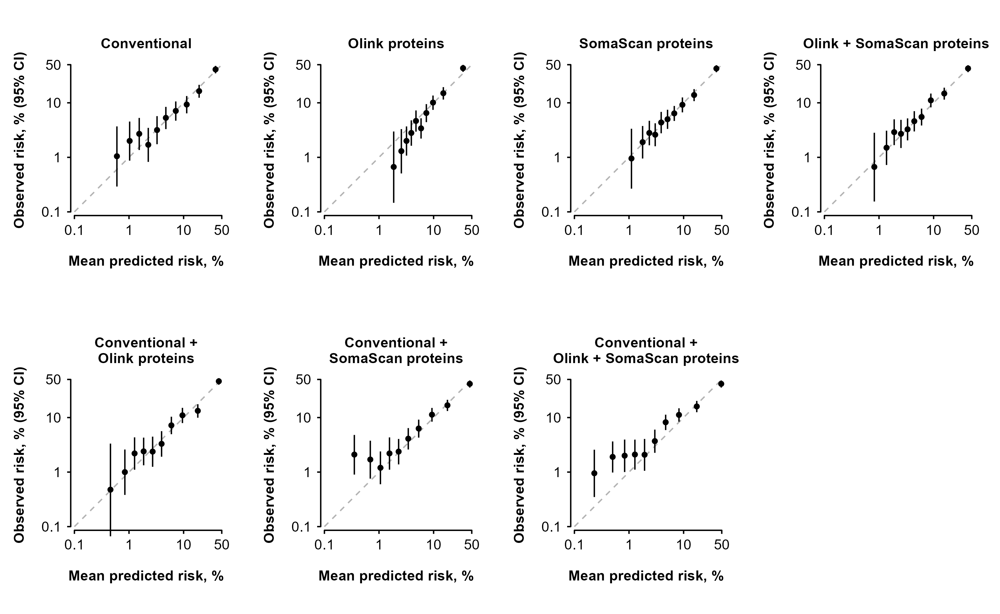 Conventional
Observed risk, % (95% CI)
50
10
1
0.1
0.1 1 10 50
Mean predicted risk, %
Olink proteins
Observed risk, % (95% CI)
50
10
1
0.1
0.1 1 10 50
Mean predicted risk, %
SomaScan proteins
Observed risk, % (95% CI)
50
10
1
0.1
0.1 1 10 50
Mean predicted risk, %
Olink + SomaScan proteins
Observed risk, % (95% CI)
50
10
1
0.1
0.1 1 10 50
Mean predicted risk, %
Conventional +
Olink proteins
Observed risk, % (95% CI)
50
10
1
0.1
0.1 1 10 50
Mean predicted risk, %
Conventional +
SomaScan proteins
Observed risk, % (95% CI)
50
10
1
0.1
0.1 1 10 50
Mean predicted risk, %
Conventional +
Olink + SomaScan proteins
Observed risk, % (95% CI)
50
10
1
0.1
0.1 1 10 50
Mean predicted risk, %